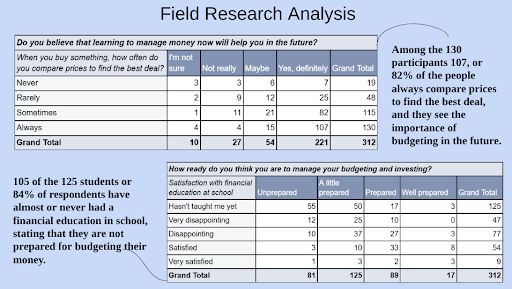 Field Research Analysis
Do you believe that learning to manage money now will help you in the future?
When you buy something, how often do you compare prices to find the best deal? I'm not sure Not really Maybe Yes, definitely Grand Total
Never 3 3 6 7 19
Rarely 2 9 12 25 48
Sometimes 1 11 21 82 115
Always 4 4 15 107 130
Grand Total 10 27 54 221 312
Among the 130
participants 107, or
82% of the people
always compare prices
to find the best deal,
and they see the
importance of
budgeting in the future.
105 of the 125 students or
84% of respondents have
almost or never had a
financial education in school,
stating that they are not
prepared for budgeting their
money.
How ready do you think you are to manage your budgeting and investing?
Satisfaction with financial education at school Unprepared A little prepared Prepared Well prepared Grand Total
Hasn't taught me yet 55 50 17 3 125
Very disappointing 12 25 10 0 47
Disappointing 10 37 27 3 77
Satisfied 3 10 33 8 54
Very satisfied 1 3 2 3 9
Grand Total 81 125 89 17 312